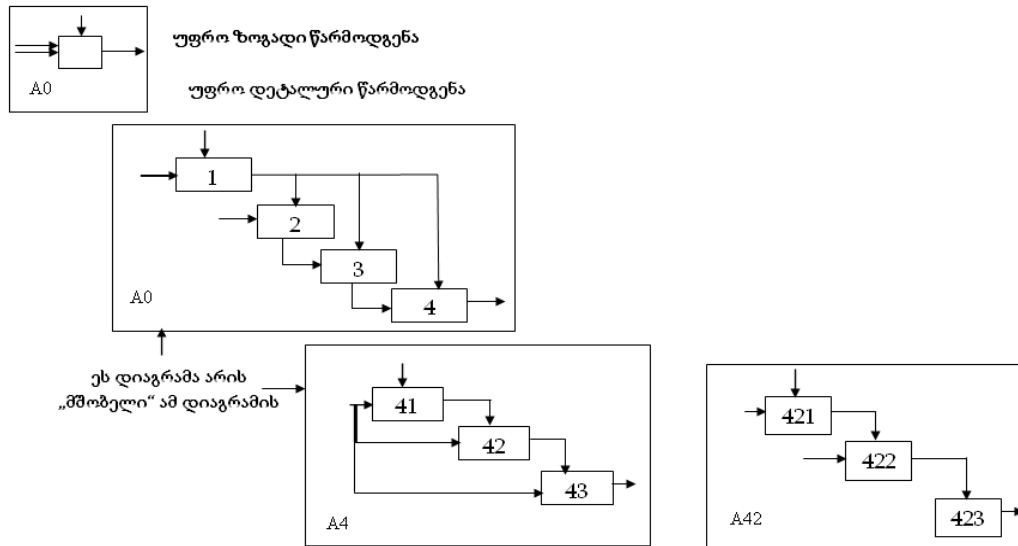 უფრო ზოგადი წარმოდგენა
A0
უფრო დეტალური წარმოდგენა
1
2
3
4
A0
ეს დიაგრამა არის
„მშობელი“ ამ დიაგრამის
41
42
43
A4
421
422
423
A42